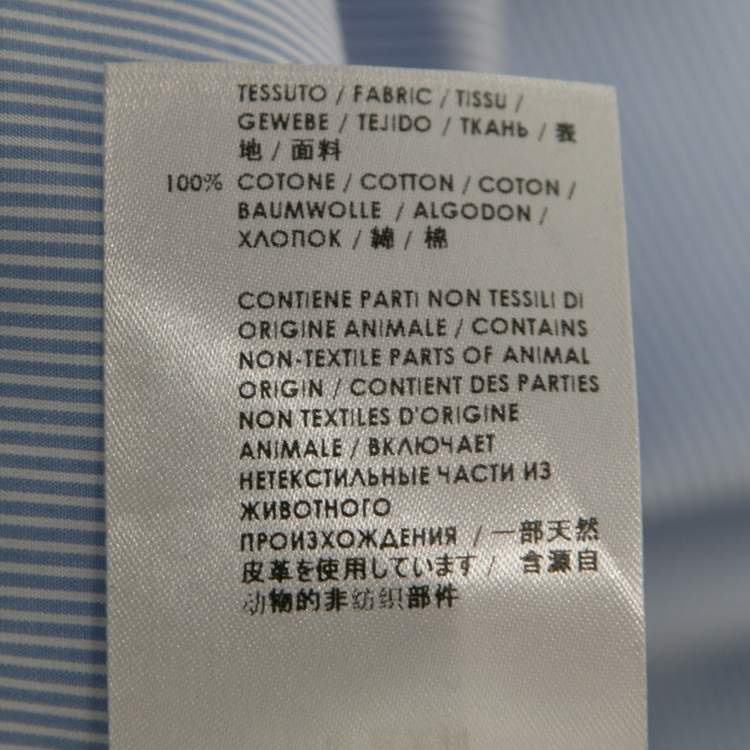 TESSUTO / FABRIC / TISSU /
GEWEBE / TEJIDO / ТКАНЬ / 表
地 / 面料
100% COTONE / COTTON / COTON /
BAUMWOLLE / ALGODON /
ХЛОПОК / 綿 / 棉
CONTIENE PARTI NON TESSILI DI
ORIGINE ANIMALE / CONTAINS
NON-TEXTILE PARTS OF ANIMAL
ORIGIN / CONTIENT DES PARTIES
NON TEXTILES D'ORIGINE
ANIMALE / ВКЛЮЧАЕТ
НЕТЕКСТИЛЬНЫЕ ЧАСТИ ИЗ
ЖИВОТНОГО
ПРОИЗХОЖДЕНИЯ / 一部天然
皮革を使用しています / 含源自
动物的非纺织部件